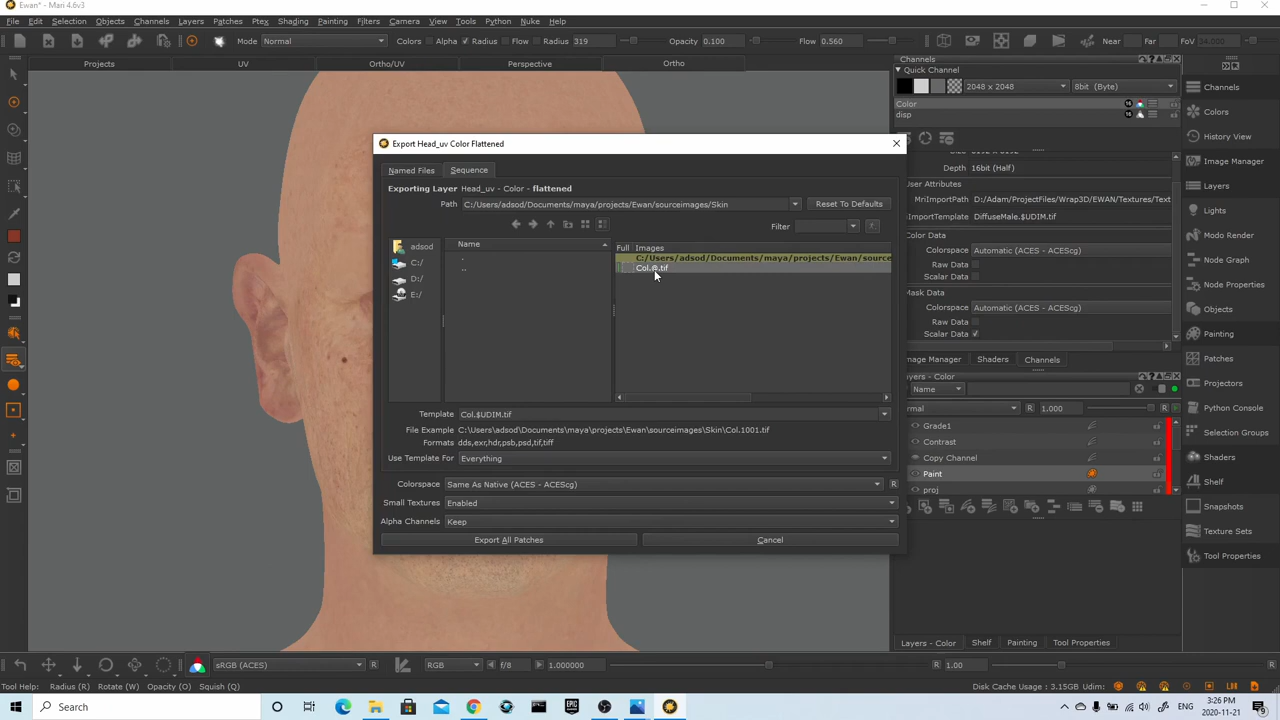 Ewan* - Mari 4.6v3
File Edit Selection Objects Channels Layers Patches Ptex Shading Painting Filters Camera View Tools Python Nuke Help
Mode Normal Colors Alpha Radius Flow Radius 319 Opacity 0.100 Flow 0.560 Near Far FoV 34.000
Projects UV Ortho/UV Perspective Ortho
Channels
Quick Channel
2048 x 2048 8bit (Byte)
Color
disp
Depth 16bit (Half)
User Attributes
MriImportPath D:/Adam/ProjectFiles/Wrap3D/EWAN/Textures/Text
ImportTemplate DiffuseMale.$UDIM.tif
Color Data
Colorspace Automatic (ACES - ACEScg)
Raw Data
Scalar Data
Mask Data
Colorspace Automatic (ACES - ACEScg)
Raw Data
Scalar Data
Image Manager Shaders Channels
Layers - Color
Name
1.000
Grade1
Contrast
Copy Channel
Paint
proj
Layers - Color Shelf Painting Tool Properties
Channels
Colors
History View
Image Manager
Layers
Lights
Modo Render
Node Graph
Node Properties
Objects
Painting
Patches
Projectors
Python Console
Selection Groups
Shaders
Shelf
Snapshots
Texture Sets
Tool Properties
Export Head_uv Color Flattened
Named Files Sequence
Exporting Layer Head_uv - Color - flattened
Path C:/Users/adsod/Documents/maya/projects/Ewan/sourceimages/Skin Reset To Defaults
Filter
adsod
C:/
D:/
E:/
Name
.
..
Full Images
C:/Users/adsod/Documents/maya/projects/Ewan/source
Col.@.tif
Template Col.$UDIM.tif
File Example C:\Users\adsod\Documents\maya\projects\Ewan\sourceimages\Skin\Col.1001.tif
Formats dds,exr,hdr,psb,psd,tif,tiff
Use Template For Everything
Colorspace Same As Native (ACES - ACEScg) R
Small Textures Enabled
Alpha Channels Keep
Export All Patches Cancel
sRGB (ACES) R RGB f/8 1.000000 R 1.00 R
Tool Help: Radius (R) Rotate (W) Opacity (O) Squish (Q) Disk Cache Usage : 3.15GB Udim:
Search
3:26 PM
2020-11-21